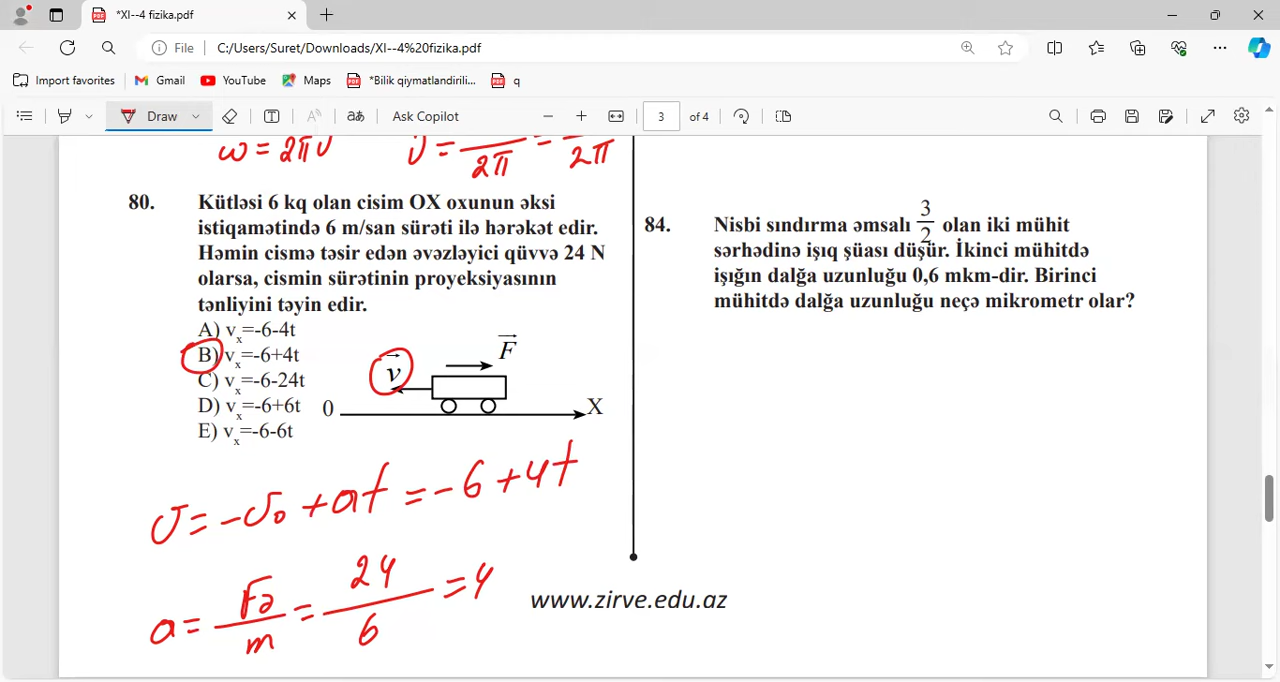 *XI--4 fizika.pdf
File C:/Users/Suret/Downloads/XI--4%20fizika.pdf
Import favorites Gmail YouTube Maps *Bilik qiymatlandirili... q
Draw Ask Copilot 3 of 4
ω = 2πν
2π = 2π
80. Kütləsi 6 kq olan cisim OX oxunun əksi
istiqamətində 6 m/san sürəti ilə hərəkət edir.
Həmin cismə təsir edən əvəzləyici qüvvə 24 N
olarsa, cismin sürətinin proyeksiyasının
tənliyini təyin edir.
A) vx=-6-4t
B) vx=-6+4t
C) vx=-6-24t
D) vx=-6+6t
E) vx=-6-6t
v F
0 X
υ = -υ0 + at = -6 + 4t
a = Fə/m = 24/6 = 4
84. Nisbi sındırma əmsalı 3/2 olan iki mühit
sərhədinə işıq şüası düşür. İkinci mühitdə
işığın dalğa uzunluğu 0,6 mkm-dir. Birinci
mühitdə dalğa uzunluğu neçə mikrometr olar?
www.zirve.edu.az